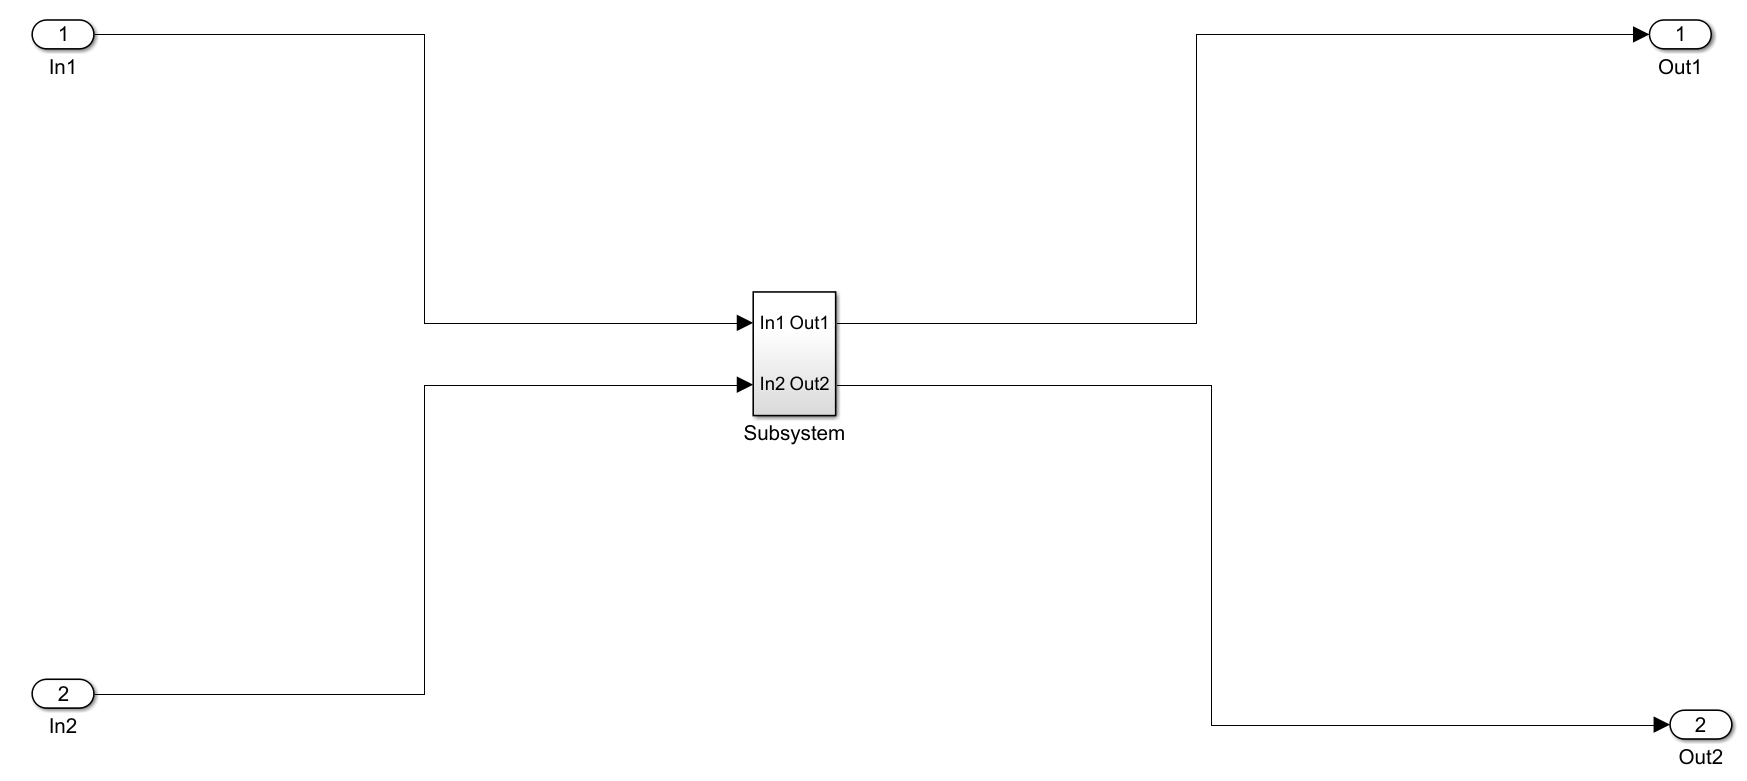 1
In1
1
Out1
In1 Out1
In2 Out2
Subsystem
2
In2
2
Out2